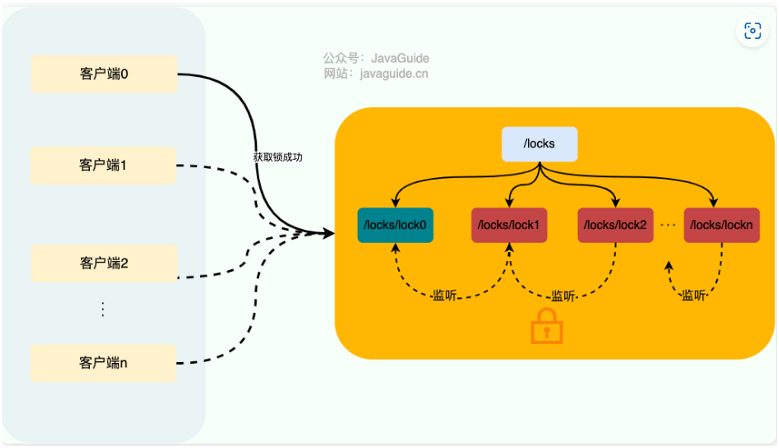 公众号：JavaGuide
网站：javaguide.cn
客户端0
客户端1
客户端2
⋮
客户端n
获取锁成功
/locks
/locks/lock0
/locks/lock1
/locks/lock2
···
/locks/lockn
监听
监听
监听